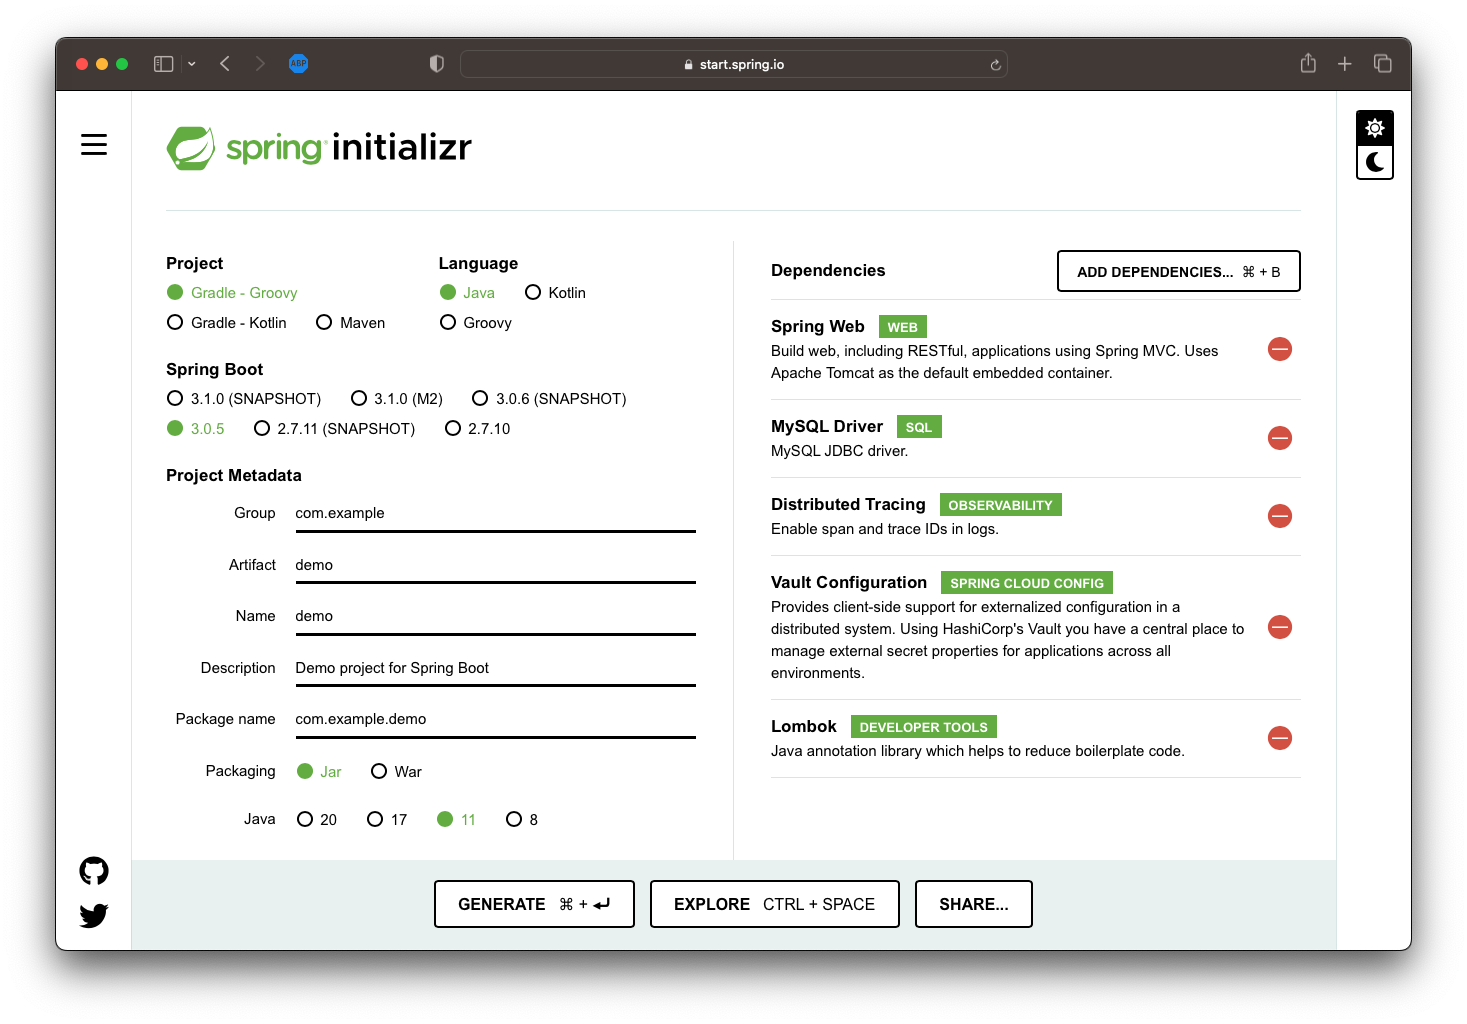 ABP
start.spring.io
spring initializr
Project
Gradle - Groovy
Gradle - Kotlin Maven
Language
Java Kotlin
Groovy
Spring Boot
3.1.0 (SNAPSHOT) 3.1.0 (M2) 3.0.6 (SNAPSHOT)
3.0.5 2.7.11 (SNAPSHOT) 2.7.10
Project Metadata
Group com.example
Artifact demo
Name demo
Description Demo project for Spring Boot
Package name com.example.demo
Packaging Jar War
Java 20 17 11 8
Dependencies ADD DEPENDENCIES... ⌘ + B
Spring Web WEB
Build web, including RESTful, applications using Spring MVC. Uses
Apache Tomcat as the default embedded container.
MySQL Driver SQL
MySQL JDBC driver.
Distributed Tracing OBSERVABILITY
Enable span and trace IDs in logs.
Vault Configuration SPRING CLOUD CONFIG
Provides client-side support for externalized configuration in a
distributed system. Using HashiCorp's Vault you have a central place to
manage external secret properties for applications across all
environments.
Lombok DEVELOPER TOOLS
Java annotation library which helps to reduce boilerplate code.
GENERATE ⌘ + ↵
EXPLORE CTRL + SPACE
SHARE...